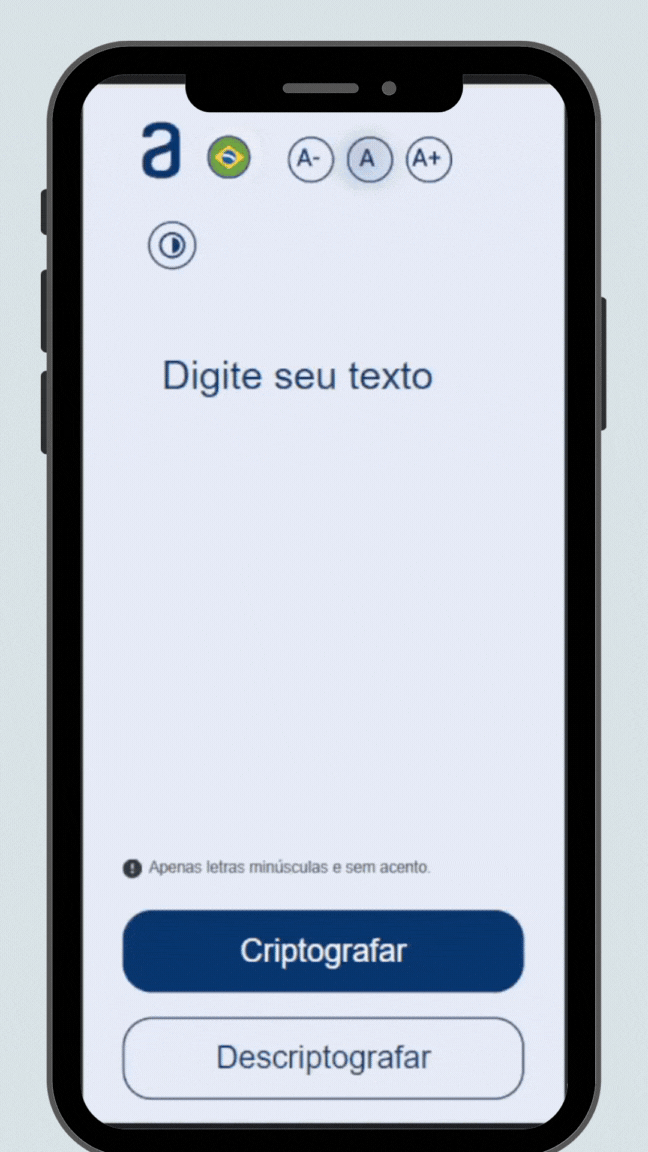 a
A- A A+
Digite seu texto
Apenas letras minúsculas e sem acento.
Criptografar
Descriptografar